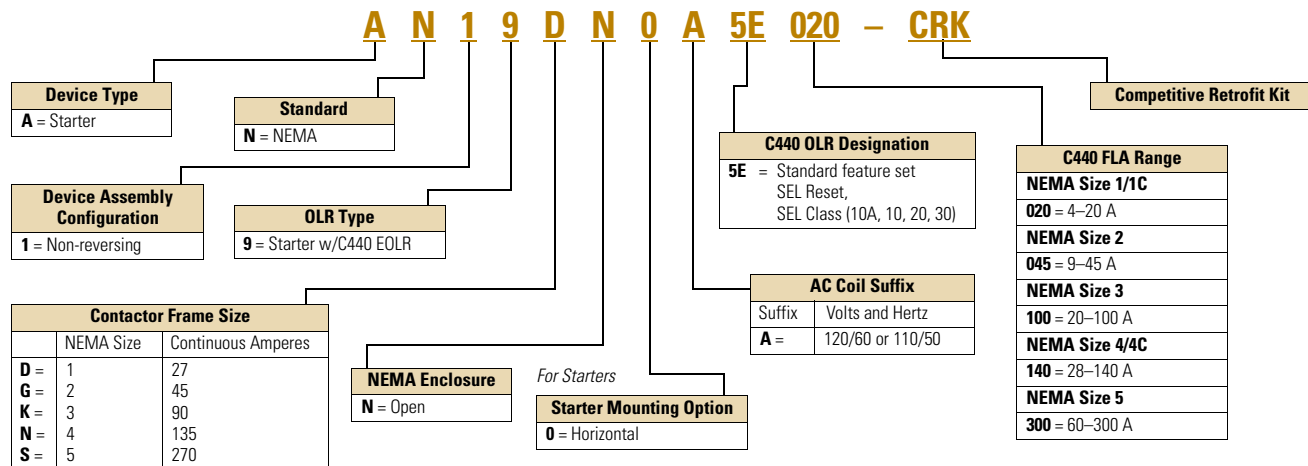 A N 1 9 D N 0 A 5E 020 – CRK
Device Type
A = Starter
Standard
N = NEMA
Device Assembly
Configuration
1 = Non-reversing
OLR Type
9 = Starter w/C440 EOLR
Contactor Frame Size
NEMA Size Continuous Amperes
D = 1 27
G = 2 45
K = 3 90
N = 4 135
S = 5 270
NEMA Enclosure
N = Open
For Starters
Starter Mounting Option
0 = Horizontal
AC Coil Suffix
Suffix Volts and Hertz
A = 120/60 or 110/50
C440 OLR Designation
5E = Standard feature set
SEL Reset,
SEL Class (10A, 10, 20, 30)
C440 FLA Range
NEMA Size 1/1C
020 = 4–20 A
NEMA Size 2
045 = 9–45 A
NEMA Size 3
100 = 20–100 A
NEMA Size 4/4C
140 = 28–140 A
NEMA Size 5
300 = 60–300 A
Competitive Retrofit Kit